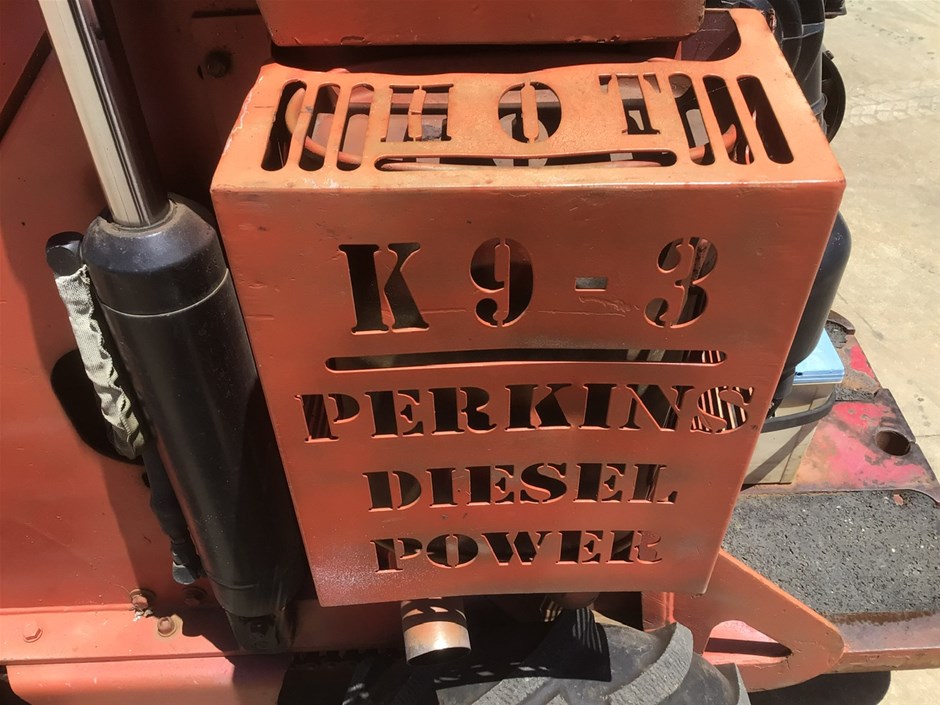 HOT
K9-3
PERKINS
DIESEL
POWER